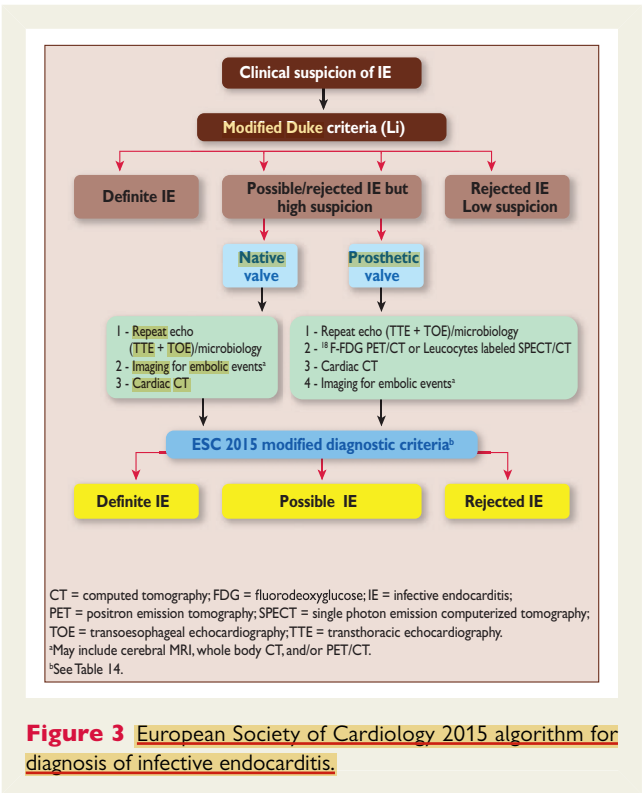 Clinical suspicion of IE
Modified Duke criteria (Li)
Definite IE
Possible/rejected IE but
high suspicion
Rejected IE
Low suspicion
Native
valve
Prosthetic
valve
1 - Repeat echo
(TTE + TOE)/microbiology
2 - Imaging for embolic eventsᵃ
3 - Cardiac CT
1 - Repeat echo (TTE + TOE)/microbiology
2 - ¹⁸F-FDG PET/CT or Leucocytes labeled SPECT/CT
3 - Cardiac CT
4 - Imaging for embolic eventsᵃ
ESC 2015 modified diagnostic criteriaᵇ
Definite IE
Possible IE
Rejected IE
CT = computed tomography; FDG = fluorodeoxyglucose; IE = infective endocarditis;
PET = positron emission tomography; SPECT = single photon emission computerized tomography;
TOE = transoesophageal echocardiography; TTE = transthoracic echocardiography.
ᵃMay include cerebral MRI, whole body CT, and/or PET/CT.
ᵇSee Table 14.
Figure 3 European Society of Cardiology 2015 algorithm for
diagnosis of infective endocarditis.